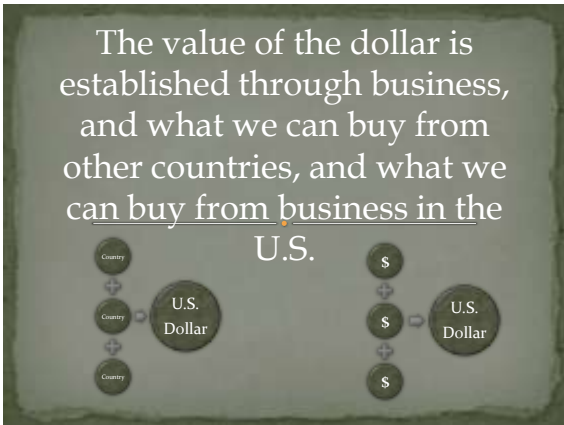 The value of the dollar is
established through business,
and what we can buy from
other countries, and what we
can buy from business in the
U.S.
Country
Country
Country
U.S.
Dollar
$
$
$
U.S.
Dollar